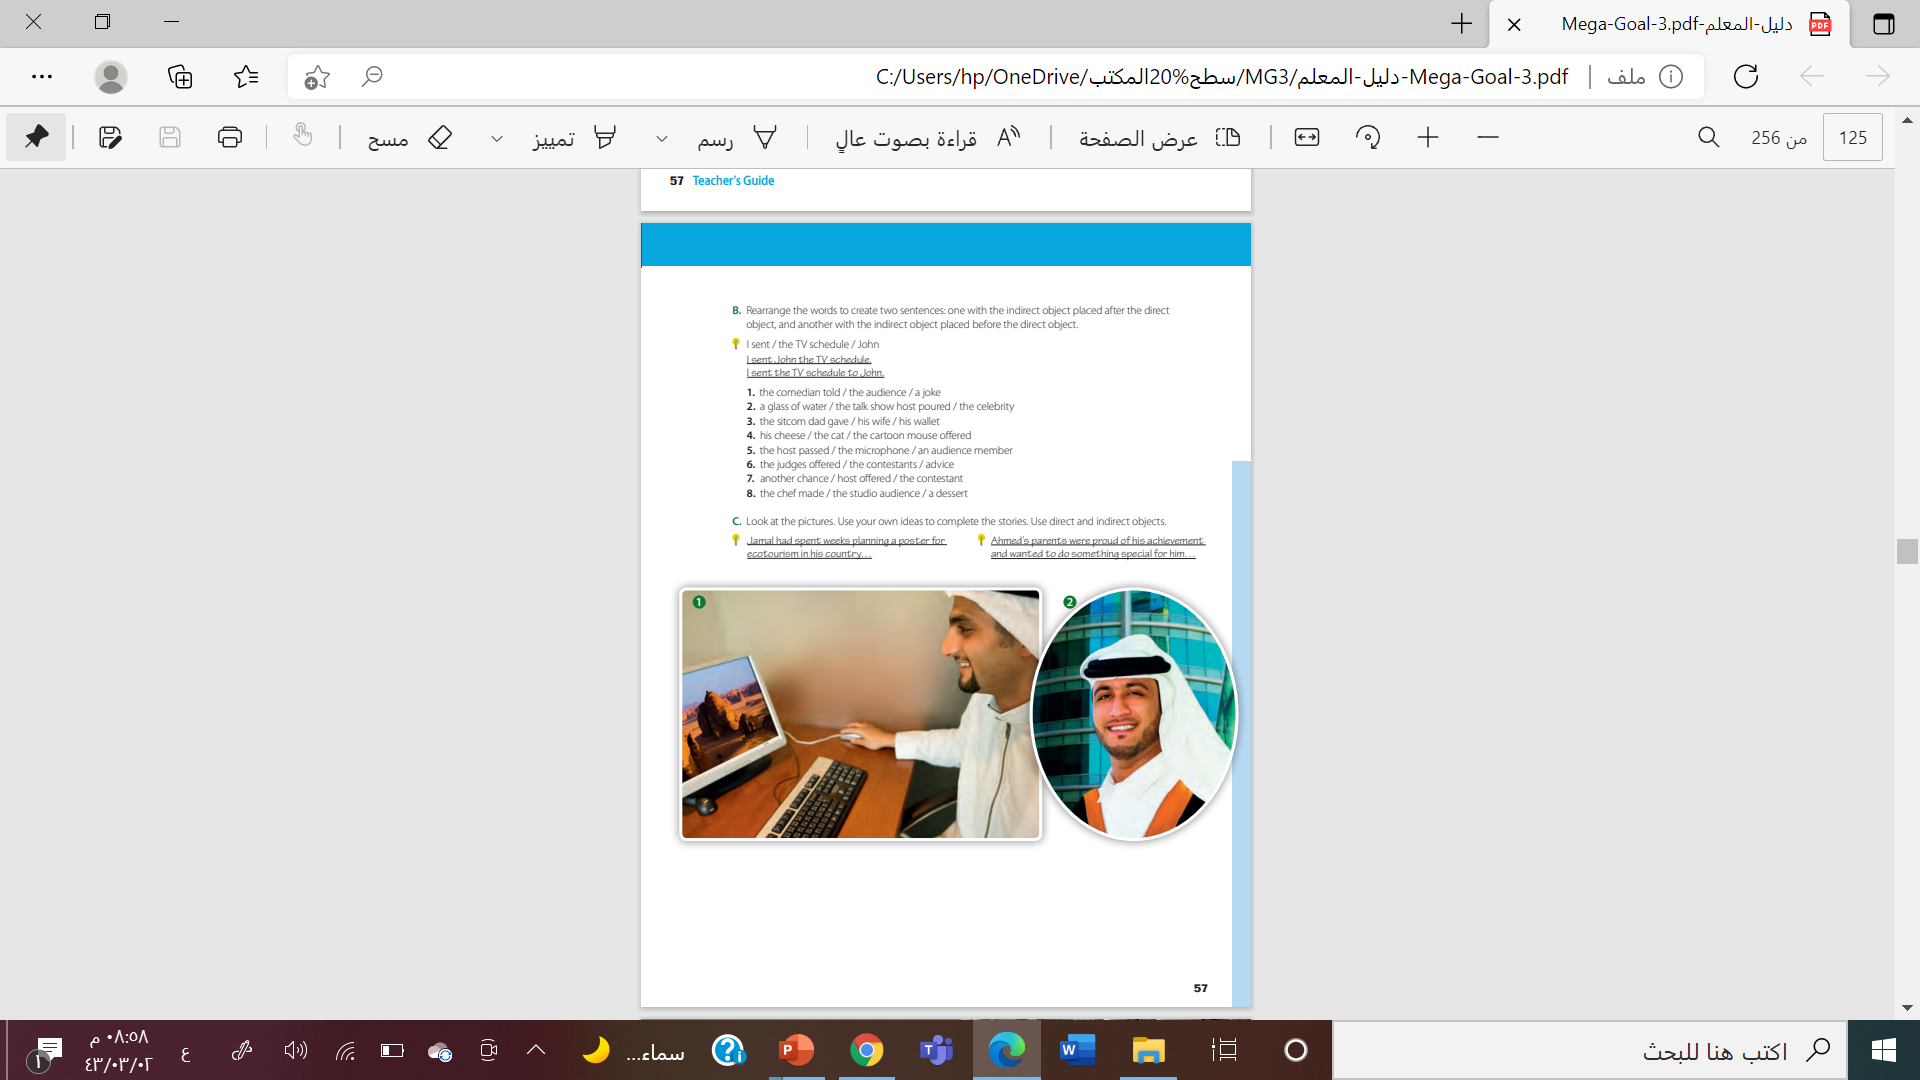 دليل-المعلم-Mega-Goal-3.pdf
ملف
C:/Users/hp/OneDrive/سطح%20المكتب/MG3/دليل-المعلم-Mega-Goal-3.pdf
125
من 256
عرض الصفحة
قراءة بصوت عالٍ
رسم
تمييز
مسح
57 Teacher's Guide
B. Rearrange the words to create two sentences: one with the indirect object placed after the direct
object, and another with the indirect object placed before the direct object.
I sent / the TV schedule / John
I sent John the TV schedule.
I sent the TV schedule to John.
1. the comedian told / the audience / a joke
2. a glass of water / the talk show host poured / the celebrity
3. the sitcom dad gave / his wife / his wallet
4. his cheese / the cat / the cartoon mouse offered
5. the host passed / the microphone / an audience member
6. the judges offered / the contestants / advice
7. another chance / host offered / the contestant
8. the chef made / the studio audience / a dessert
C. Look at the pictures. Use your own ideas to complete the stories. Use direct and indirect objects.
Jamal had spent weeks planning a poster for
ecotourism in his country...
Ahmed's parents were proud of his achievement
and wanted to do something special for him...
1
2
57
اكتب هنا للبحث
سماء...
ع
٠٨:٥٨ م
٤٣/٠٣/٠٢
١